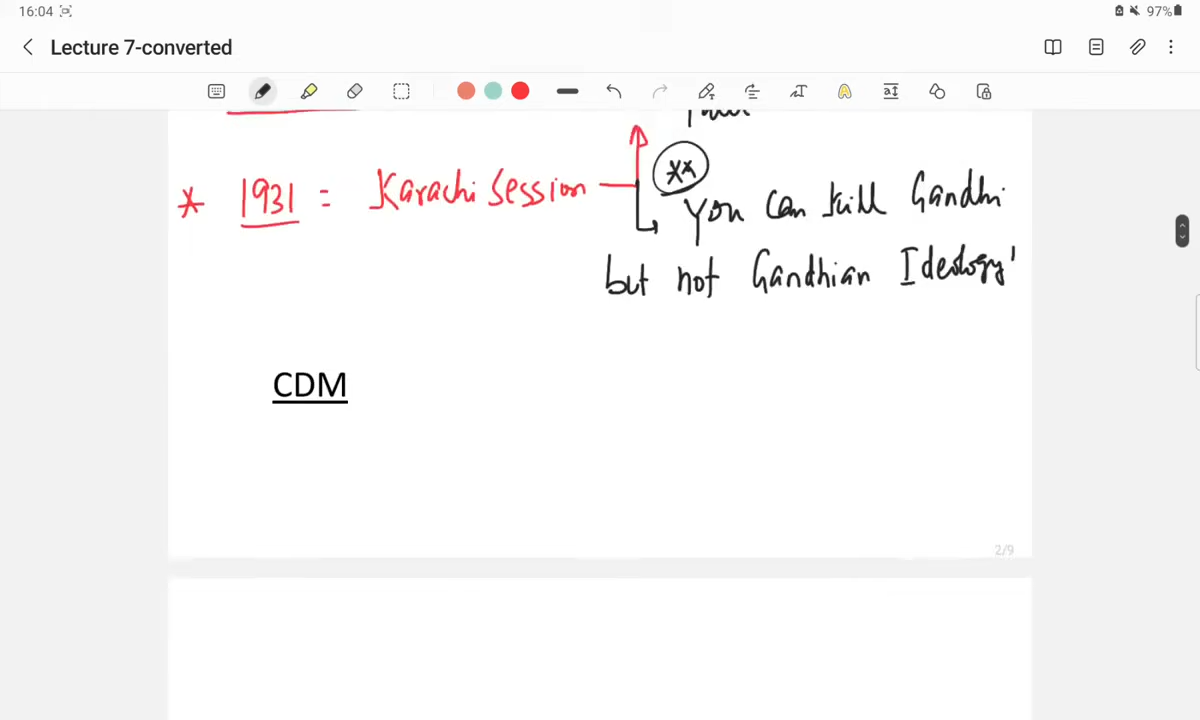 16:04 97%
Lecture 7-converted
* 1931 = Karachi Session
** You can kill Gandhi
but not Gandhian Ideology'
CDM
2/9